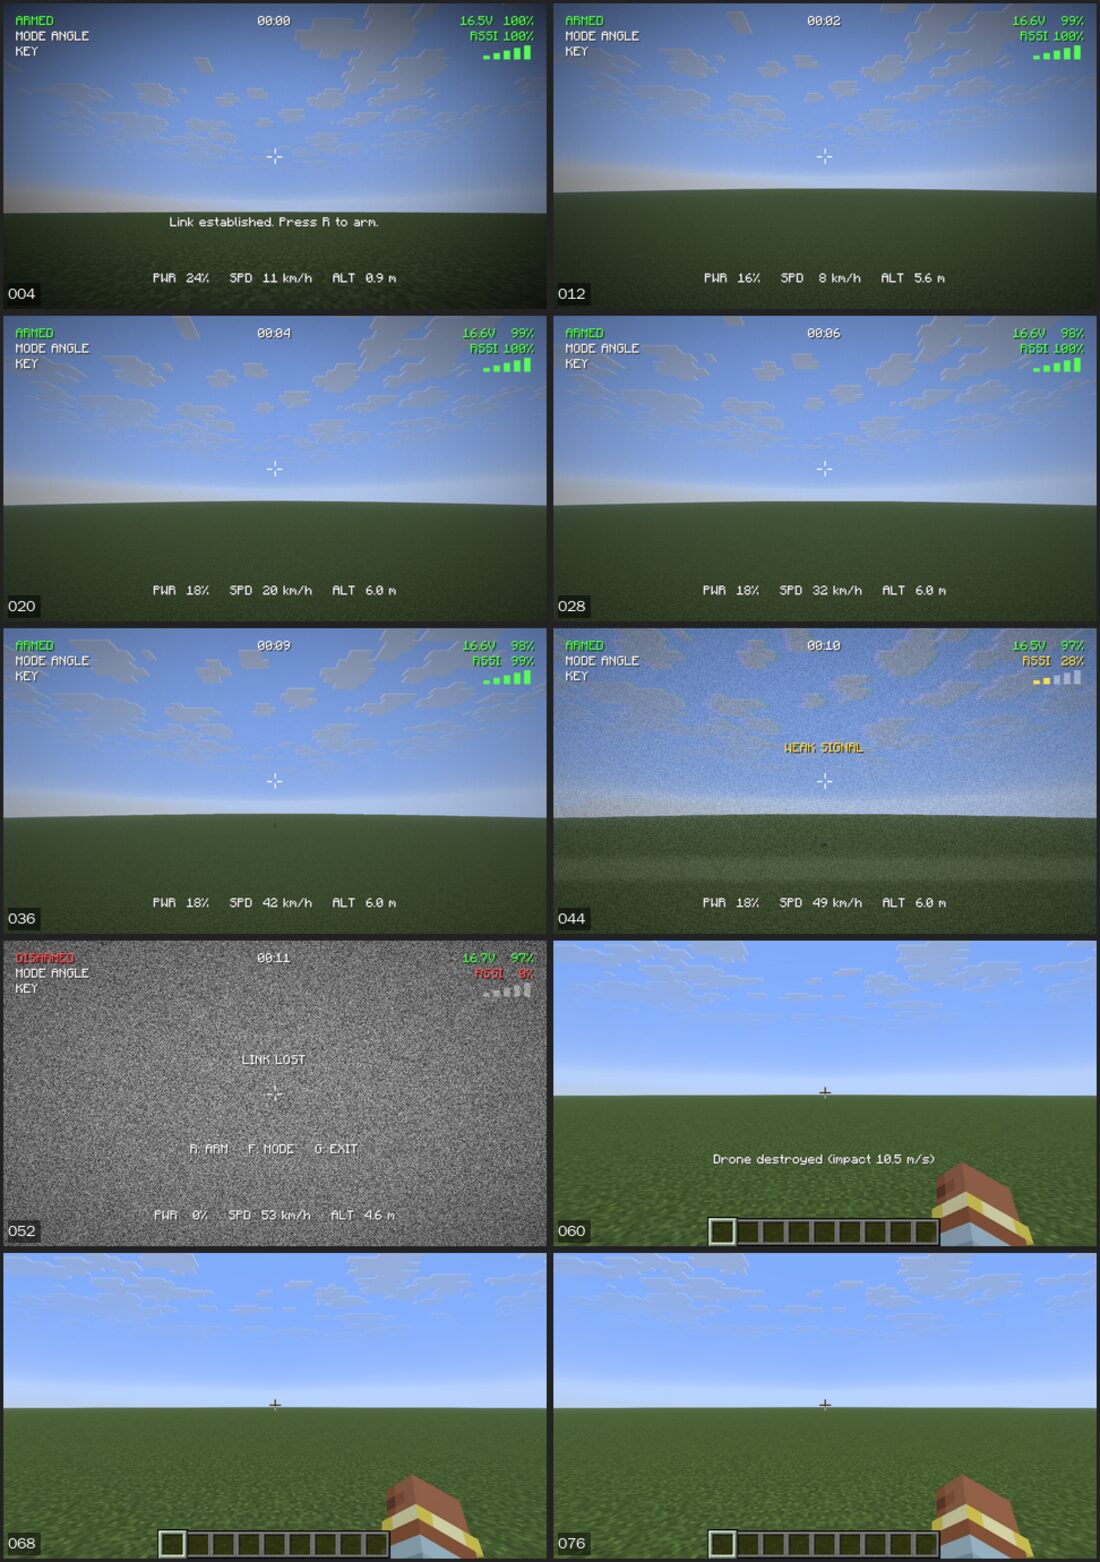 ARMED 00:00 16.5V 100%
MODE ANGLE RSSI 100%
KEY
Link established. Press R to arm.
PWR 24% SPD 11 km/h ALT 0.9 m
004
ARMED 00:02 16.6V 99%
MODE ANGLE RSSI 100%
KEY
PWR 16% SPD 8 km/h ALT 5.6 m
012
ARMED 00:04 16.6V 99%
MODE ANGLE RSSI 100%
KEY
PWR 18% SPD 20 km/h ALT 6.0 m
020
ARMED 00:06 16.6V 98%
MODE ANGLE RSSI 100%
KEY
PWR 18% SPD 32 km/h ALT 6.0 m
028
ARMED 00:09 16.6V 98%
MODE ANGLE RSSI 99%
KEY
PWR 18% SPD 42 km/h ALT 6.0 m
036
ARMED 00:10 16.5V 97%
MODE ANGLE RSSI 28%
KEY
WEAK SIGNAL
PWR 18% SPD 49 km/h ALT 6.0 m
044
DISARMED 00:11 16.7V 97%
MODE ANGLE RSSI 0%
KEY
LINK LOST
R: ARM F: MODE G: EXIT
PWR 0% SPD 53 km/h ALT 4.6 m
052
Drone destroyed (impact 10.5 m/s)
060
068
076